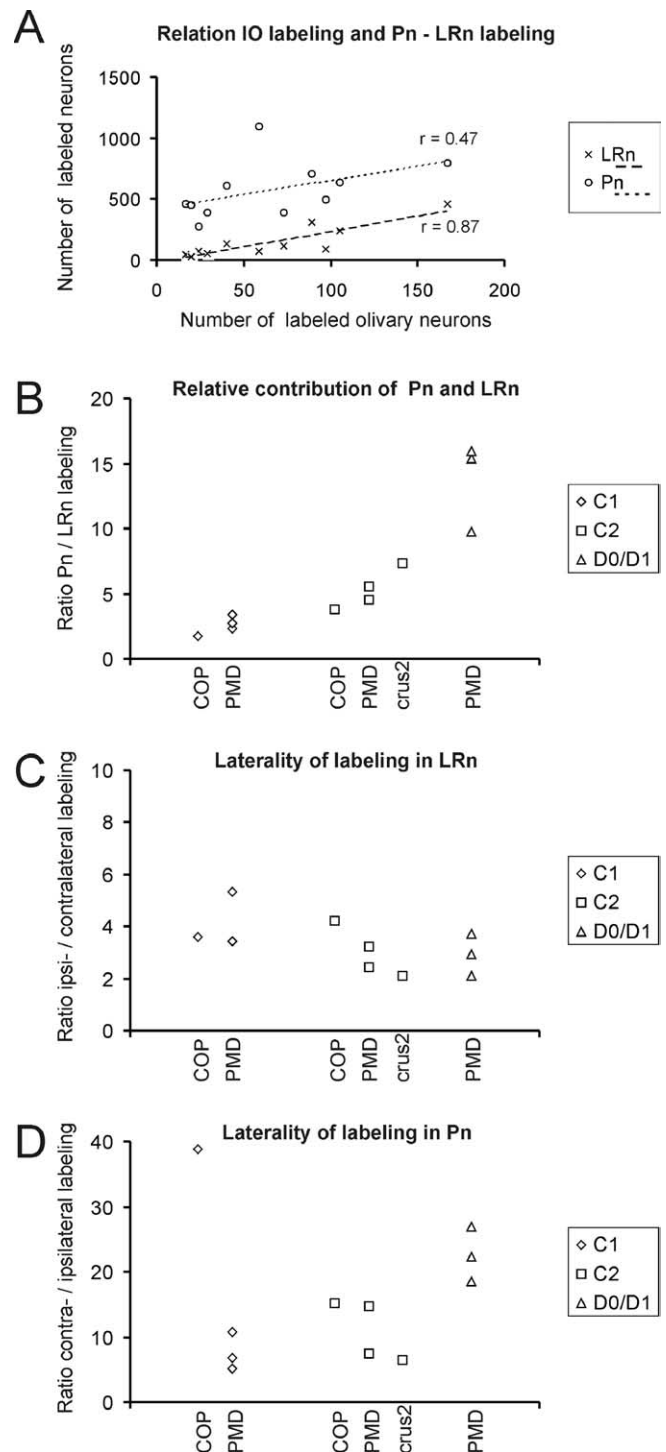 A
Relation IO labeling and Pn - LRn labeling
Number of labeled neurons
1500
1000
500
0
r = 0.47
r = 0.87
0 50 100 150 200
Number of labeled olivary neurons
LRn
Pn
B
Relative contribution of Pn and LRn
Ratio Pn / LRn labeling
20
15
10
5
0
COP PMD COP PMD crus2 PMD
C1
C2
D0/D1
C
Laterality of labeling in LRn
Ratio ipsi- / contralateral labeling
10
8
6
4
2
0
COP PMD COP PMD crus2 PMD
C1
C2
D0/D1
D
Laterality of labeling in Pn
Ratio contra- / ipsilateral labeling
40
30
20
10
0
COP PMD COP PMD crus2 PMD
C1
C2
D0/D1